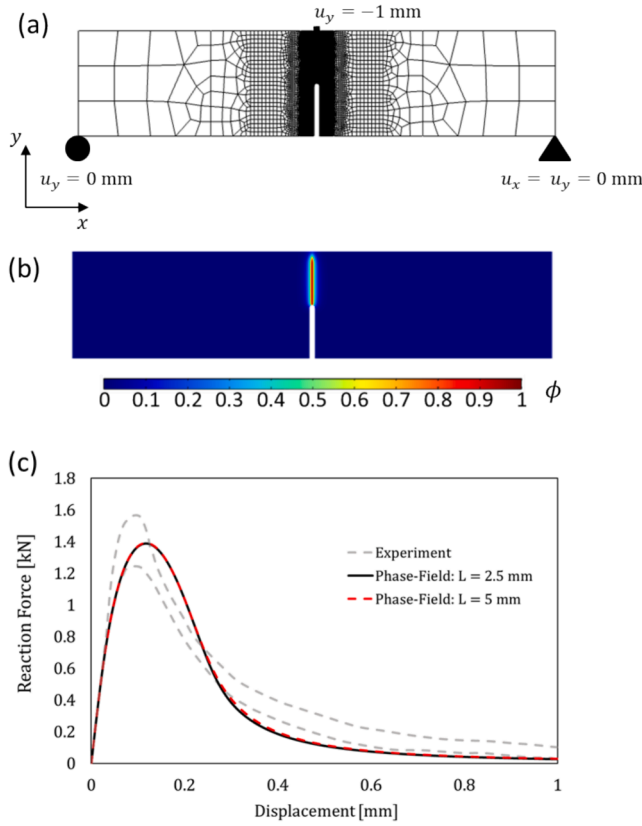 (a)
u_y = −1 mm
y
u_y = 0 mm
u_x = u_y = 0 mm
x
(b)
0 0.1 0.2 0.3 0.4 0.5 0.6 0.7 0.8 0.9 1 ϕ
(c)
1.8
1.6
1.4
1.2
1
0.8
0.6
0.4
0.2
0
Reaction Force [kN]
Experiment
Phase-Field: L = 2.5 mm
Phase-Field: L = 5 mm
0 0.2 0.4 0.6 0.8 1
Displacement [mm]